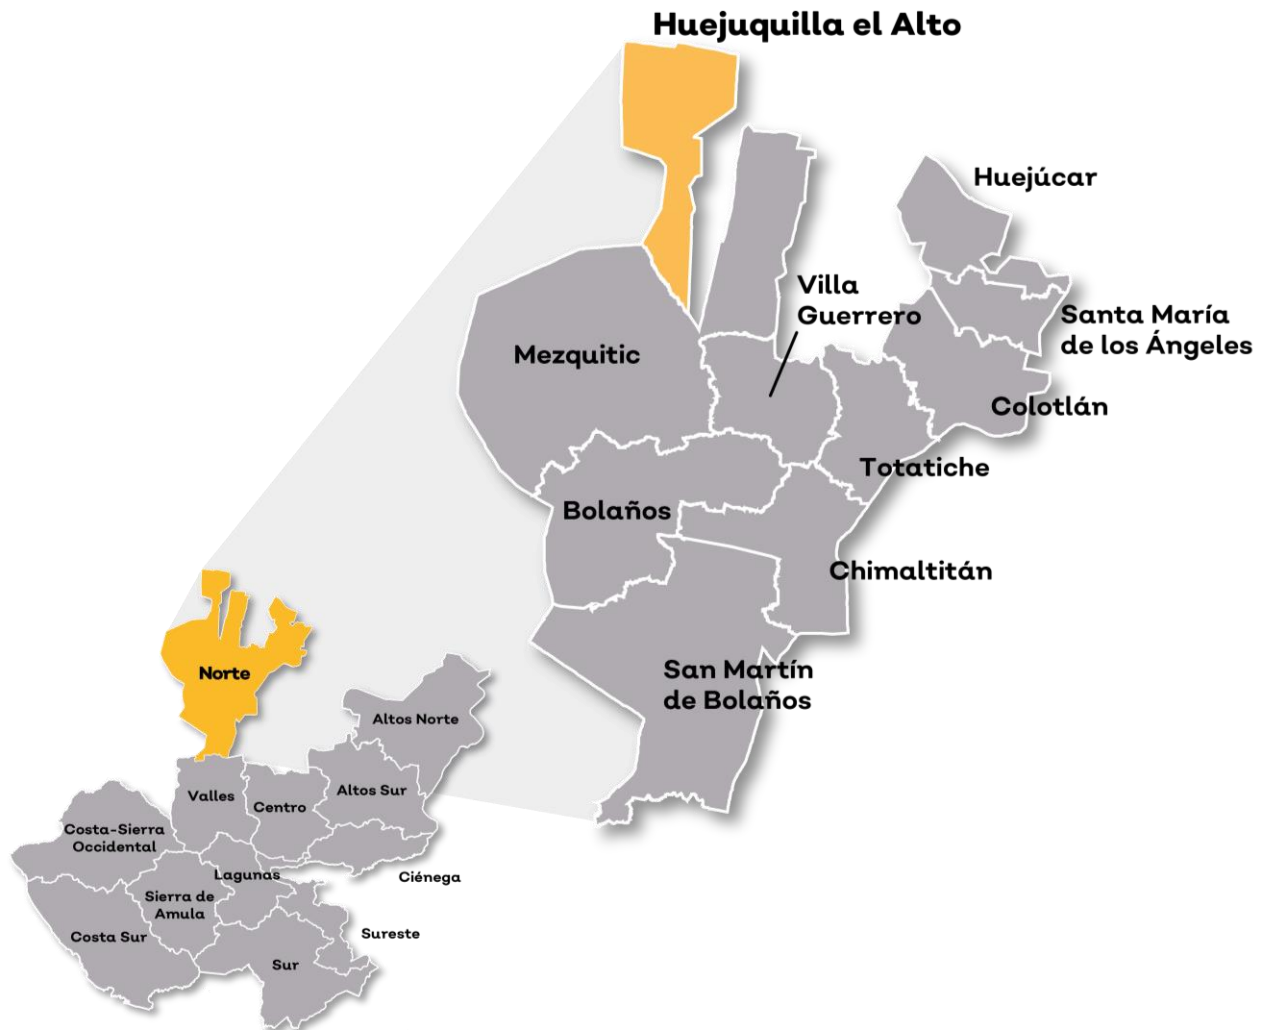 Huejuquilla el Alto
Huejúcar
Villa
Guerrero
Santa María
de los Ángeles
Mezquitic
Colotlán
Totatiche
Bolaños
Chimaltitán
San Martín
de Bolaños
Norte
Altos Norte
Valles
Centro
Altos Sur
Costa-Sierra
Occidental
Lagunas
Ciénega
Sierra de
Amula
Costa Sur
Sureste
Sur